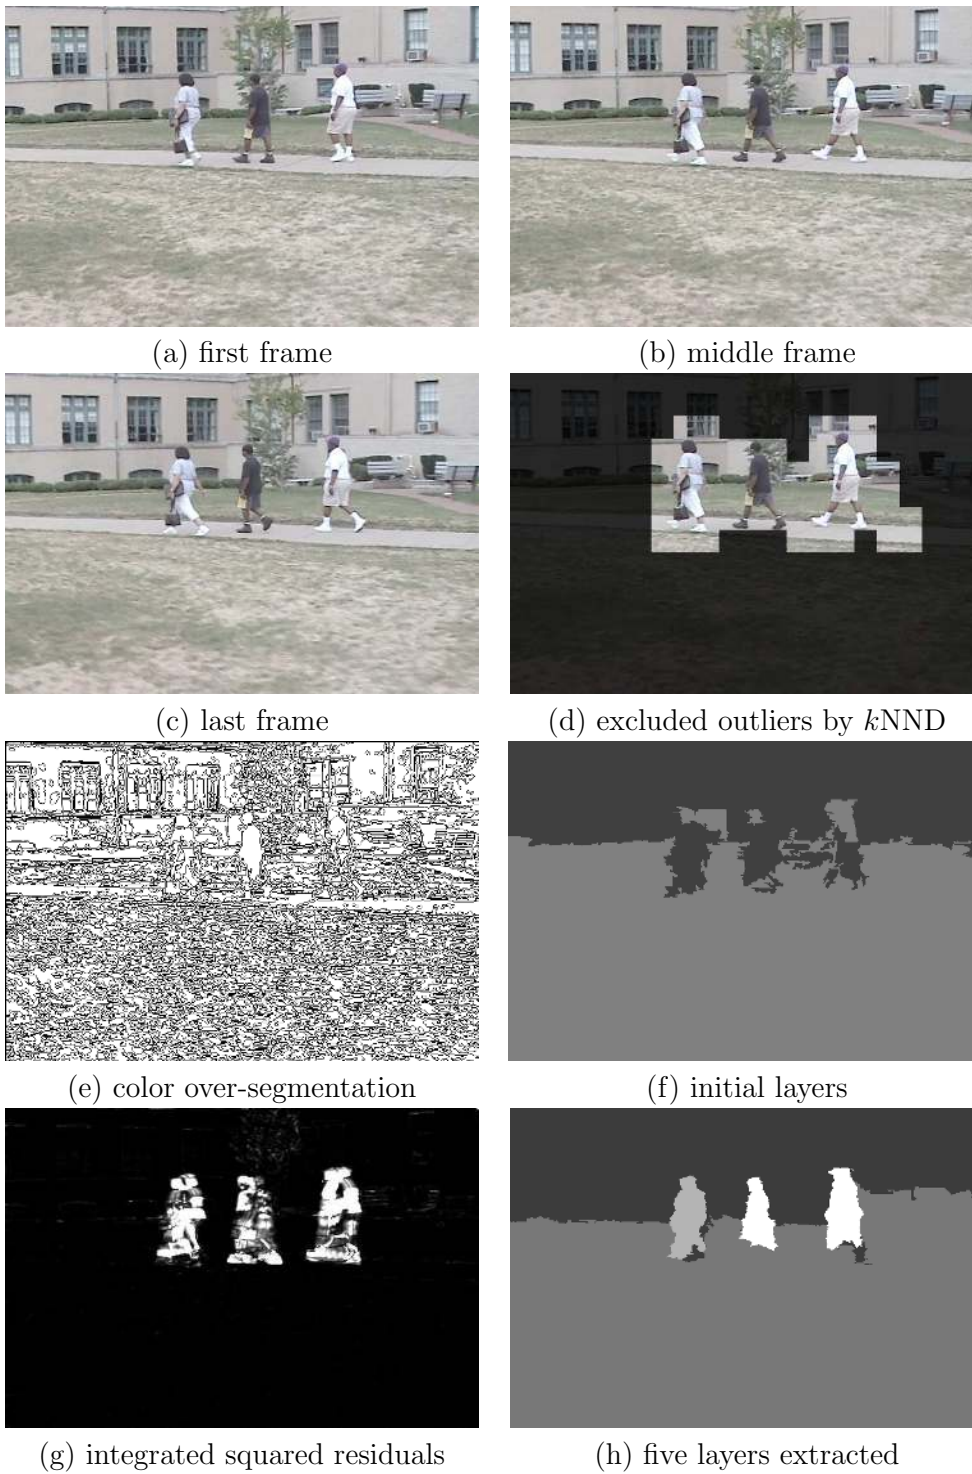 (a) first frame
(b) middle frame
(c) last frame
(d) excluded outliers by kNND
(e) color over-segmentation
(f) initial layers
(g) integrated squared residuals
(h) five layers extracted